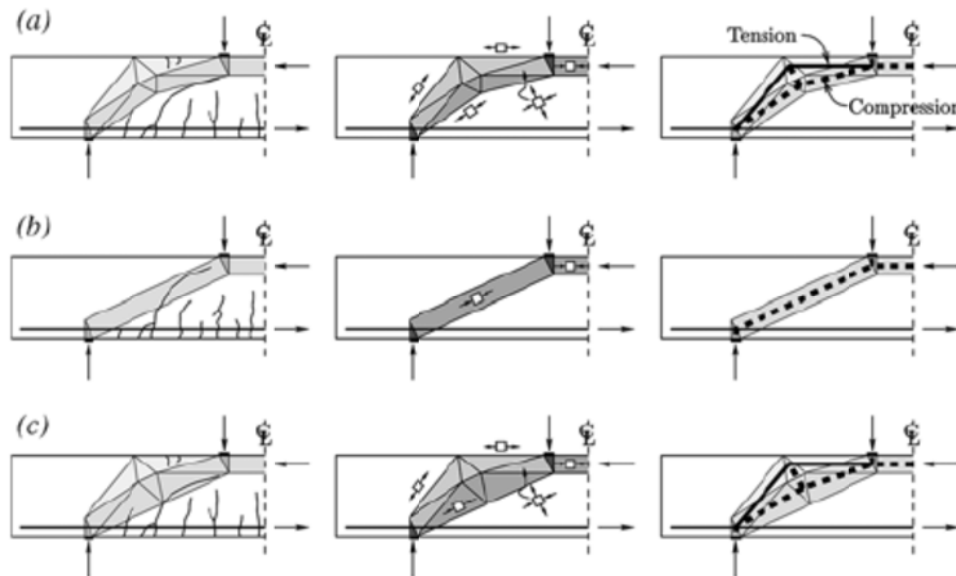 (a)
℄ ℄ ℄
Tension
Compression
(b)
℄ ℄ ℄
(c)
℄ ℄ ℄